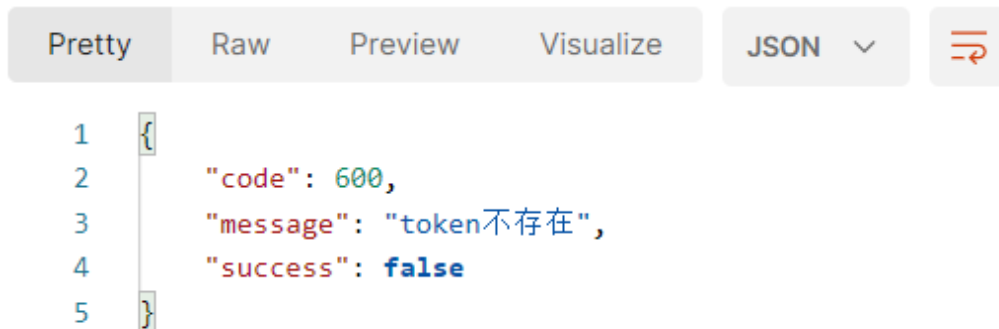 Pretty Raw Preview Visualize JSON
1 {
2 "code": 600,
3 "message": "token不存在",
4 "success": false
5 }